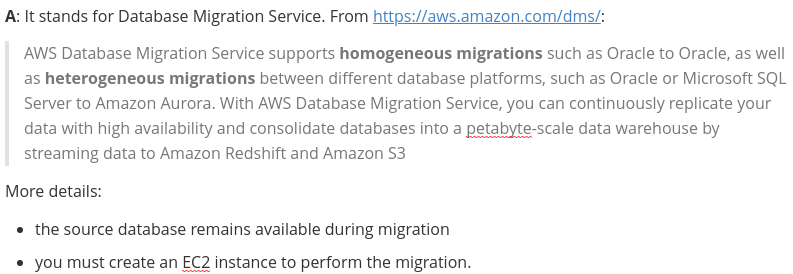 A: It stands for Database Migration Service. From https://aws.amazon.com/dms/:
AWS Database Migration Service supports homogeneous migrations such as Oracle to Oracle, as well
as heterogeneous migrations between different database platforms, such as Oracle or Microsoft SQL
Server to Amazon Aurora. With AWS Database Migration Service, you can continuously replicate your
data with high availability and consolidate databases into a petabyte-scale data warehouse by
streaming data to Amazon Redshift and Amazon S3
More details:
• the source database remains available during migration
• you must create an EC2 instance to perform the migration.